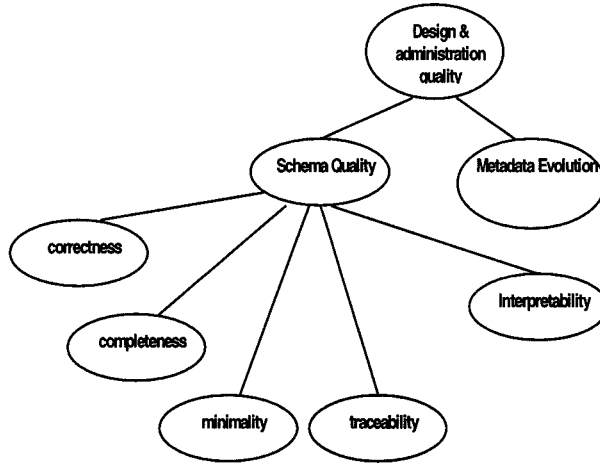 Design &
administration
quality
Schema Quality
Metadata Evolution
correctness
Interpretability
completeness
minimality
traceability